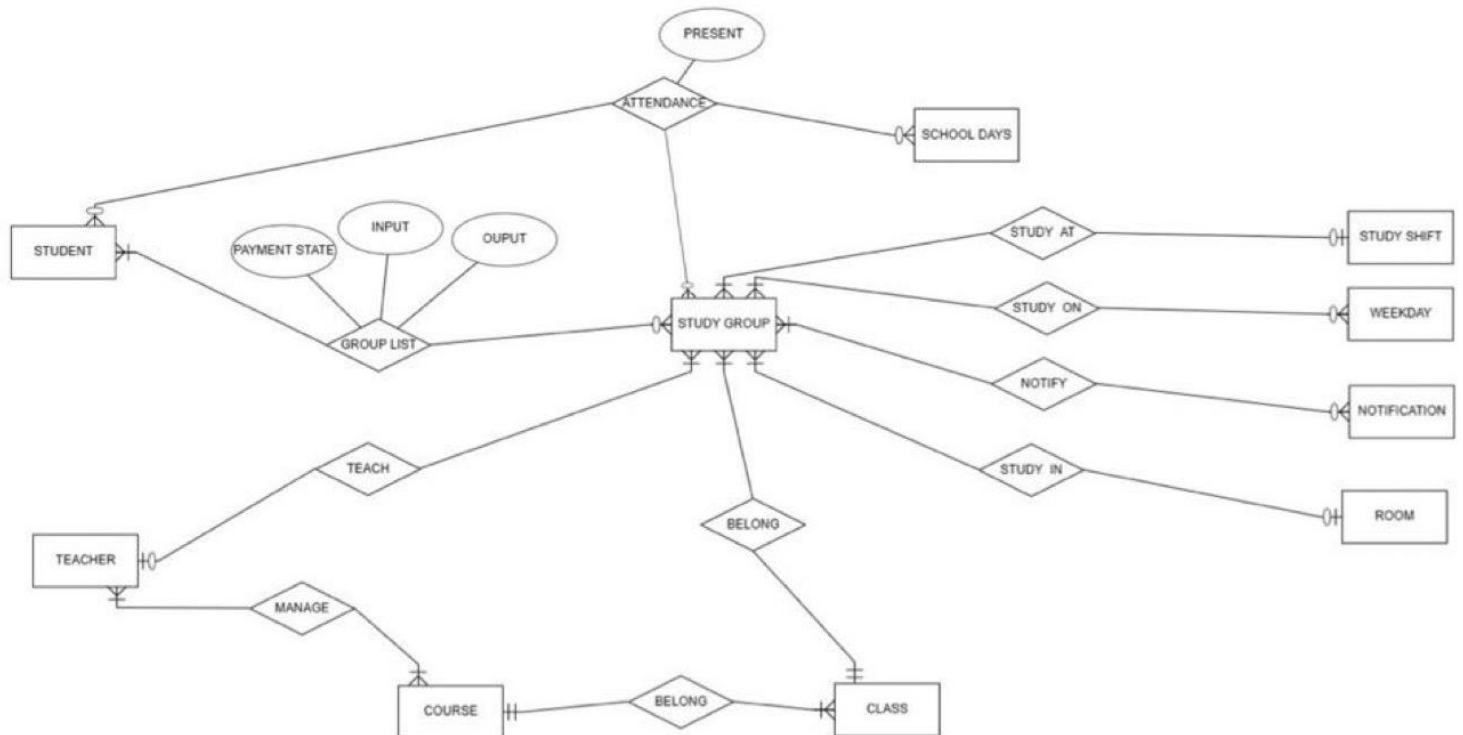 PRESENT
ATTENDANCE
SCHOOL DAYS
STUDENT
PAYMENT STATE
INPUT
OUPUT
GROUP LIST
STUDY GROUP
STUDY AT
STUDY SHIFT
STUDY ON
WEEKDAY
NOTIFY
NOTIFICATION
STUDY IN
ROOM
TEACH
BELONG
TEACHER
MANAGE
COURSE
BELONG
CLASS